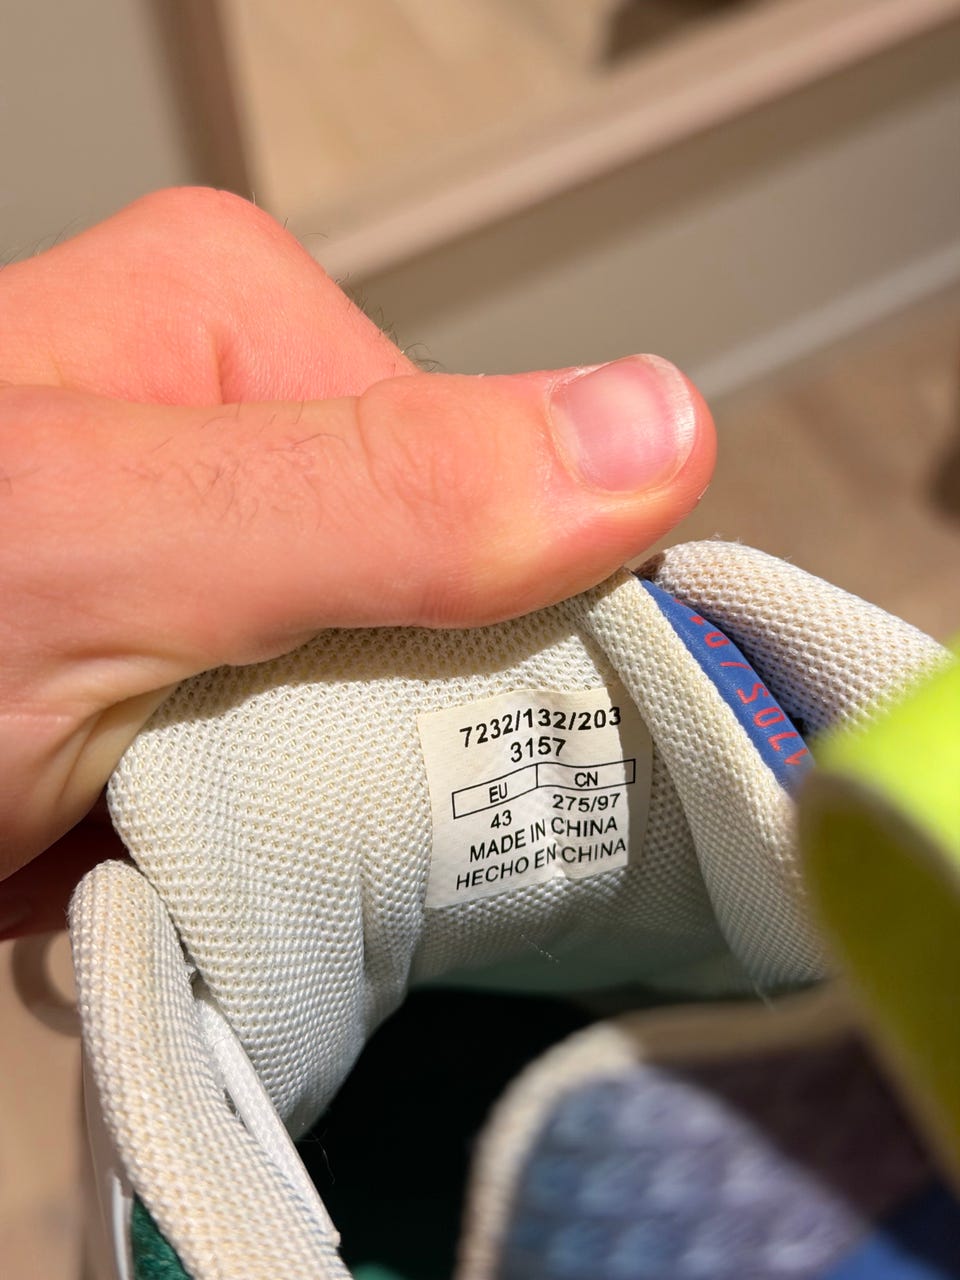 7232/132/203
3157
EU CN
43 275/97
MADE IN CHINA
HECHO EN CHINA